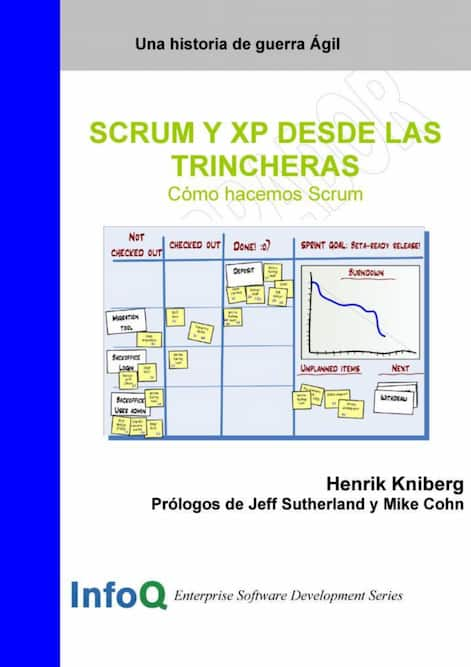 Una historia de guerra Ágil
SCRUM Y XP DESDE LAS
TRINCHERAS
Cómo hacemos Scrum
NOT
CHECKED OUT
CHECKED OUT
DONE! :o)
SPRINT GOAL: BETA-READY RELEASE!
DEPOSIT
BURNDOWN
MIGRATION
TOOL
BACKOFFICE
LOGIN
BACKOFFICE
USER ADMIN
UNPLANNED ITEMS
NEXT
WITHDRAW
Henrik Kniberg
Prólogos de Jeff Sutherland y Mike Cohn
InfoQ
Enterprise Software Development Series